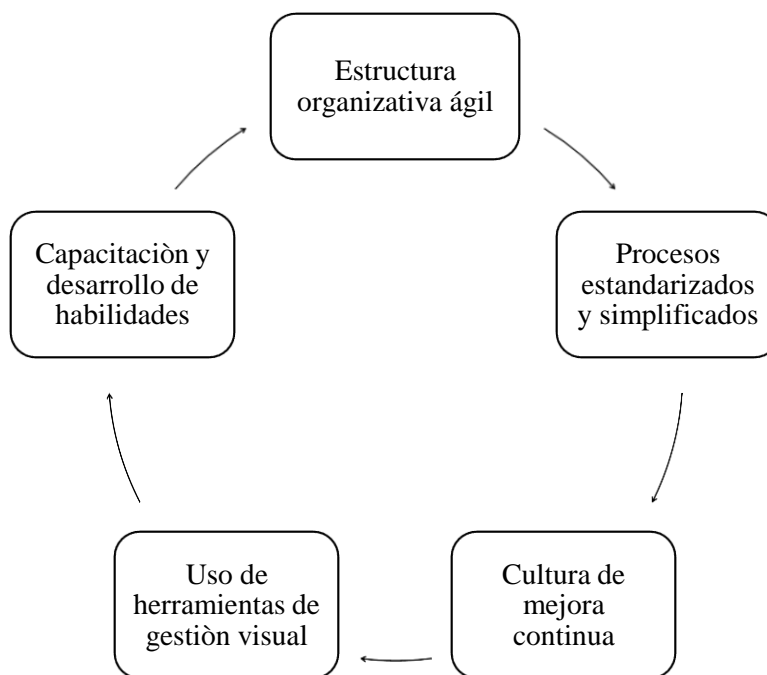 Estructura
organizativa ágil
Procesos
estandarizados
y simplificados
Cultura de
mejora
continua
Uso de
herramientas de
gestiòn visual
Capacitaciòn y
desarrollo de
habilidades